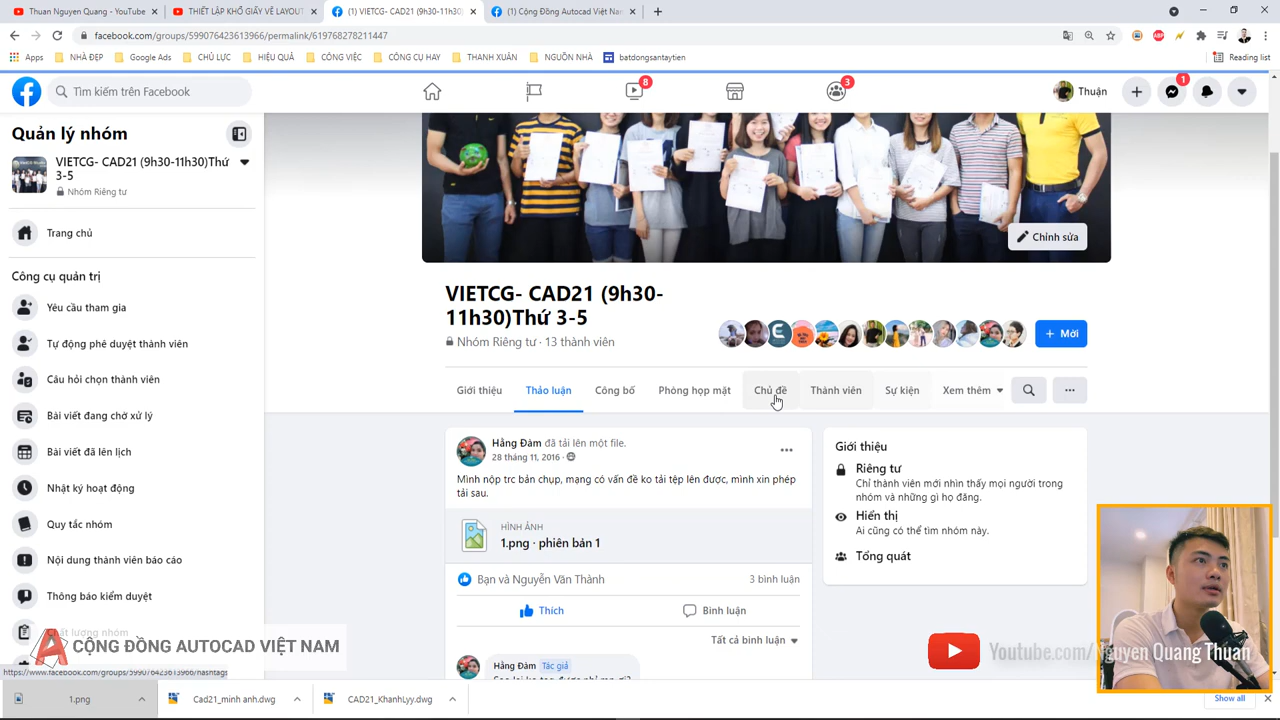 Thuan Nguyen Quang - YouTube
THIẾT LẬP KHỔ GIẤY VẼ LAYOUT
(1) VIETCG- CAD21 (9h30-11h30)
(1) Cộng Đồng Autocad Việt Nam
facebook.com/groups/599076423613966/permalink/619768278211447
Apps
NHÀ ĐẸP
Google Ads
CHỦ LỰC
HIỆU QUẢ
CÔNG VIỆC
CÔNG CỤ HAY
THANH XUÂN
NGUỒN NHÀ
batdongsantaytien
Reading list
Tìm kiếm trên Facebook
8
3
Thuận
1
Quản lý nhóm
VIETCG- CAD21 (9h30-11h30)Thứ
3-5
Nhóm Riêng tư
Trang chủ
Công cụ quản trị
Yêu cầu tham gia
Tự động phê duyệt thành viên
Câu hỏi chọn thành viên
Bài viết đang chờ xử lý
Bài viết đã lên lịch
Nhật ký hoạt động
Quy tắc nhóm
Nội dung thành viên báo cáo
Thông báo kiểm duyệt
Chất lượng nhóm
Chỉnh sửa
VIETCG- CAD21 (9h30-
11h30)Thứ 3-5
Nhóm Riêng tư · 13 thành viên
+ Mời
Giới thiệu
Thảo luận
Công bố
Phòng họp mặt
Chủ đề
Thành viên
Sự kiện
Xem thêm
Hằng Đàm đã tải lên một file.
28 tháng 11, 2016 ·
Mình nộp trc bản chụp, mạng có vấn đề ko tải tệp lên được, mình xin phép
tải sau.
HÌNH ẢNH
1.png · phiên bản 1
Bạn và Nguyễn Văn Thành
3 bình luận
Thích
Bình luận
Tất cả bình luận
Hằng Đàm Tác giả
Giới thiệu
Riêng tư
Chỉ thành viên mới nhìn thấy mọi người trong
nhóm và những gì họ đăng.
Hiển thị
Ai cũng có thể tìm nhóm này.
Tổng quát
CỘNG ĐỒNG AUTOCAD VIỆT NAM
Youtube.com/Nguyen Quang Thuan
https://www.facebook.com/groups/599076423613966/hashtags
1.png
Cad21_minh anh.dwg
CAD21_KhanhLyy.dwg
Show all